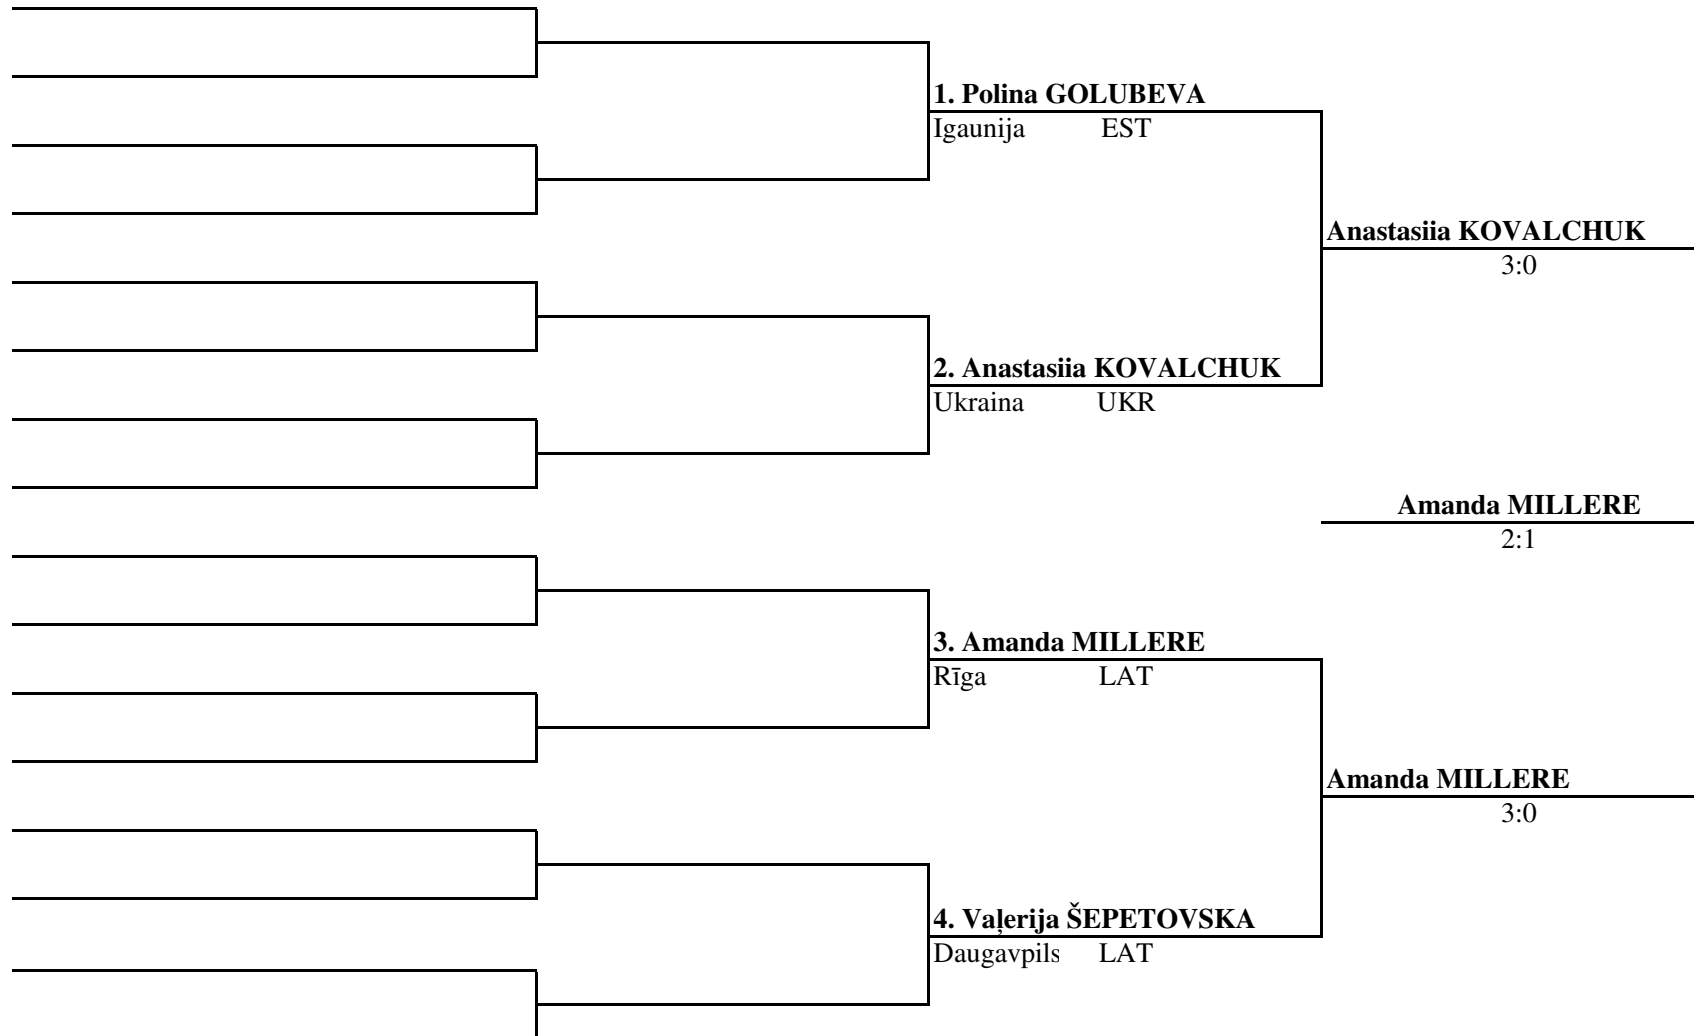 1. Polina GOLUBEVA
Igaunija EST
Anastasiia KOVALCHUK
3:0
2. Anastasiia KOVALCHUK
Ukraina UKR
Amanda MILLERE
2:1
3. Amanda MILLERE
Rīga LAT
Amanda MILLERE
3:0
4. Vaļerija ŠEPETOVSKA
Daugavpils LAT